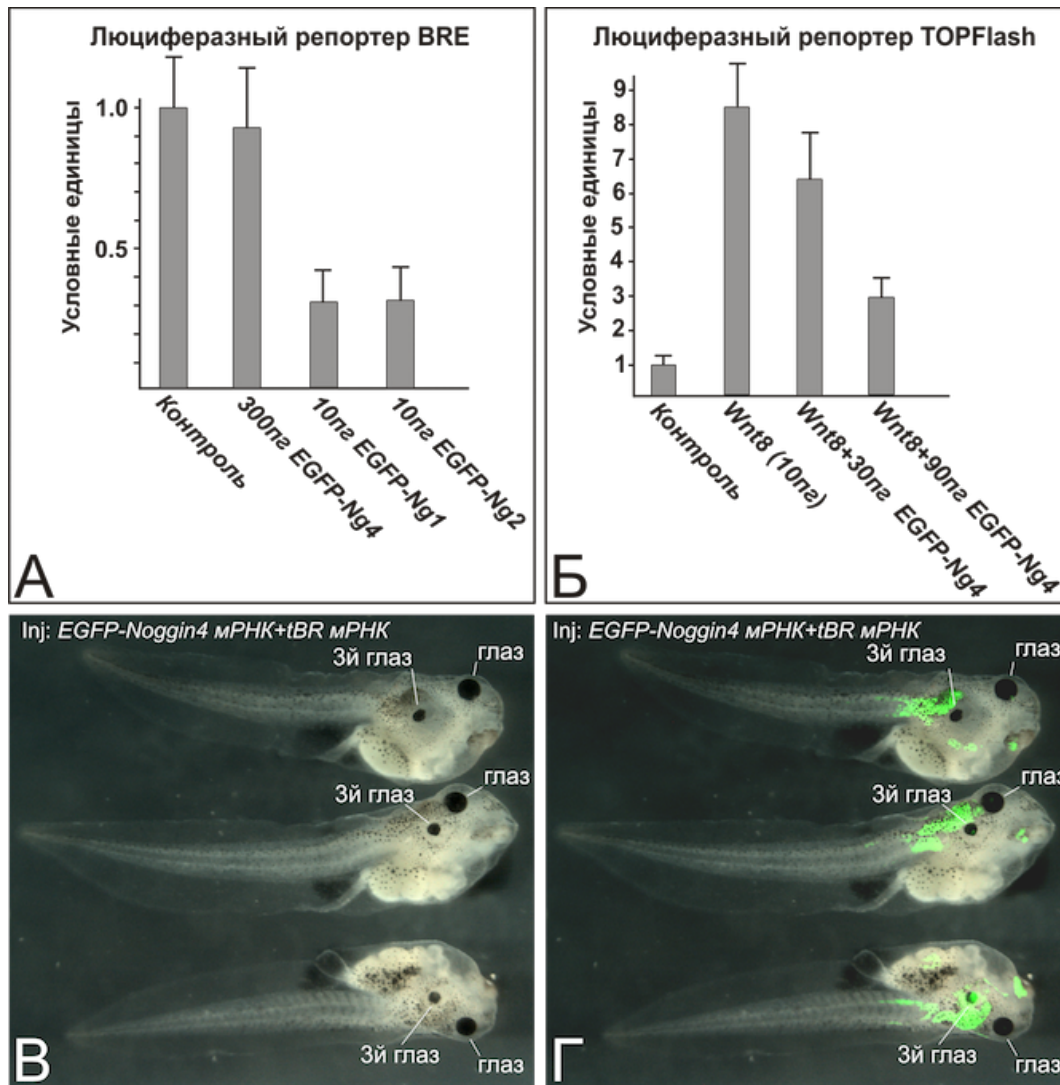 Люциферазный репортер BRE
Условные единицы
1.0
0.5
Контроль
300пг EGFP-Ng4
10пг EGFP-Ng1
10пг EGFP-Ng2
А
Люциферазный репортер TOPFlash
Условные единицы
9
8
7
6
5
4
3
2
1
Контроль
Wnt8 (10пг)
Wnt8+30пг EGFP-Ng4
Wnt8+90пг EGFP-Ng4
Б
Inj: EGFP-Noggin4 мРНК+tBR мРНК
3й глаз
глаз
3й глаз
глаз
3й глаз
глаз
В
Inj: EGFP-Noggin4 мРНК+tBR мРНК
3й глаз
глаз
3й глаз
глаз
3й глаз
глаз
Г